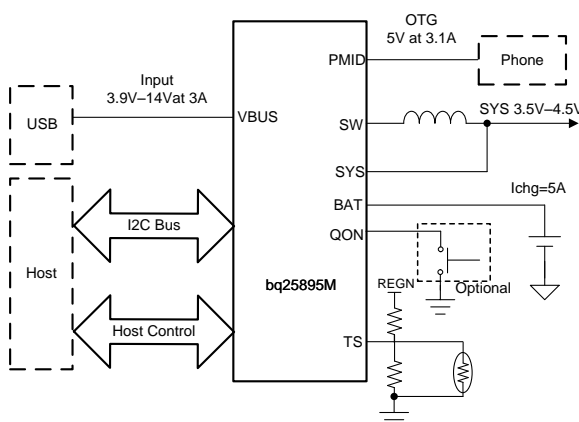 OTG
5V at 3.1A
PMID
Phone
Input
3.9V–14Vat 3A
USB
VBUS
SW
SYS 3.5V–4.5V
SYS
BAT
Ichg=5A
I2C Bus
QON
Host
bq25895M
REGN
Optional
Host Control
TS